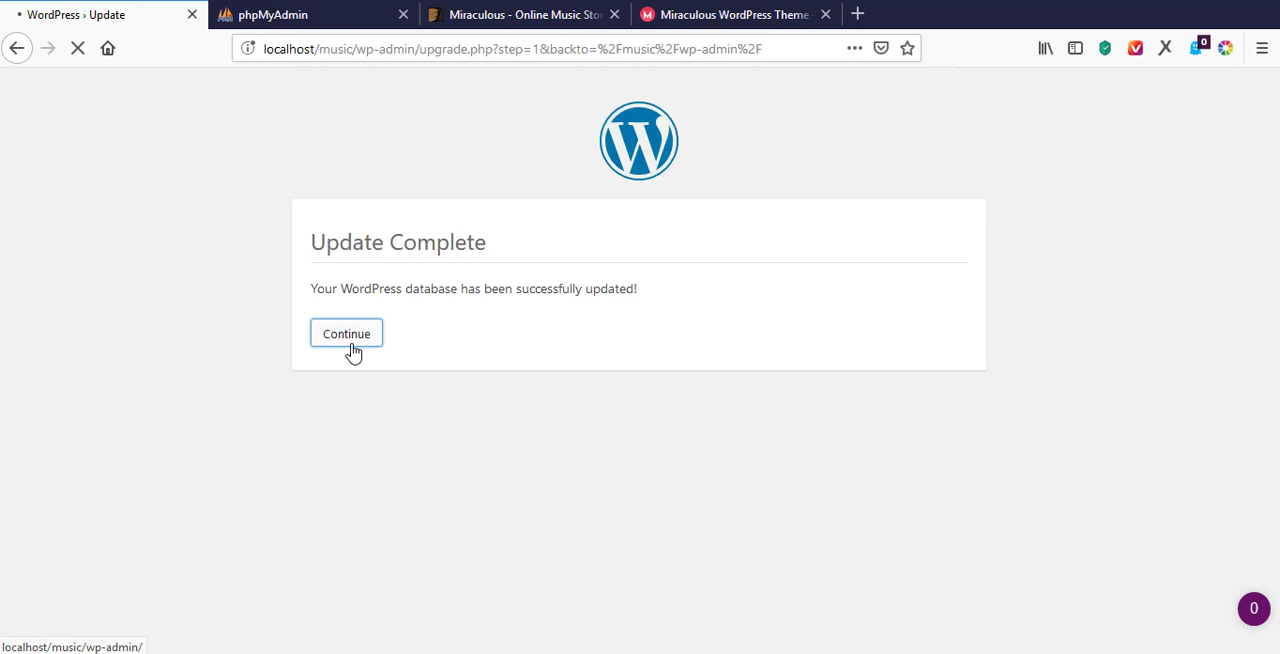 • WordPress › Update
phpMyAdmin
Miraculous - Online Music Sto
Miraculous WordPress Theme -
localhost/music/wp-admin/upgrade.php?step=1&backto=%2Fmusic%2Fwp-admin%2F
0
Update Complete
Your WordPress database has been successfully updated!
Continue
0
localhost/music/wp-admin/